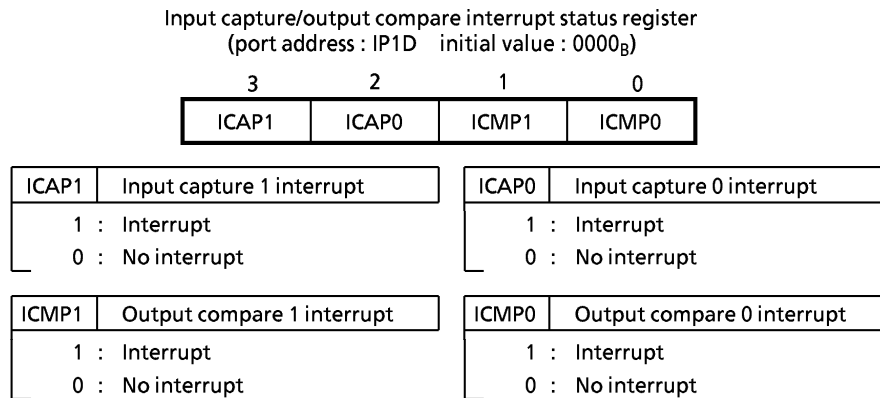 Input capture/output compare interrupt status register
(port address : IP1D initial value : 0000B)
3 2 1 0
ICAP1 ICAP0 ICMP1 ICMP0
ICAP1 Input capture 1 interrupt
1 : Interrupt
0 : No interrupt
ICAP0 Input capture 0 interrupt
1 : Interrupt
0 : No interrupt
ICMP1 Output compare 1 interrupt
1 : Interrupt
0 : No interrupt
ICMP0 Output compare 0 interrupt
1 : Interrupt
0 : No interrupt